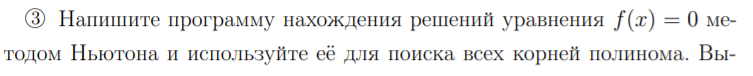 ③ Напишите программу нахождения решений уравнения f(x) = 0 ме-
тодом Ньютона и используйте её для поиска всех корней полинома. Вы-